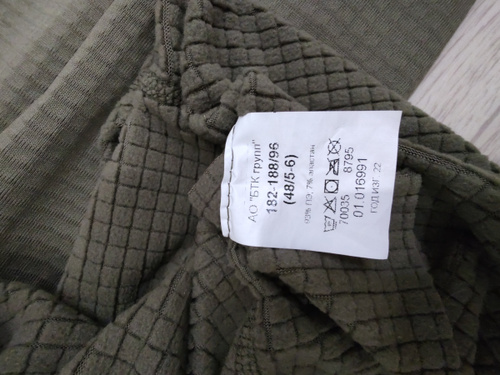 АО "БТК групп"
182-188/96
(48/5-6)
93% ПЭ, 7% эластан
70035 8795
01 016991
ГОД ИЗГ. 22